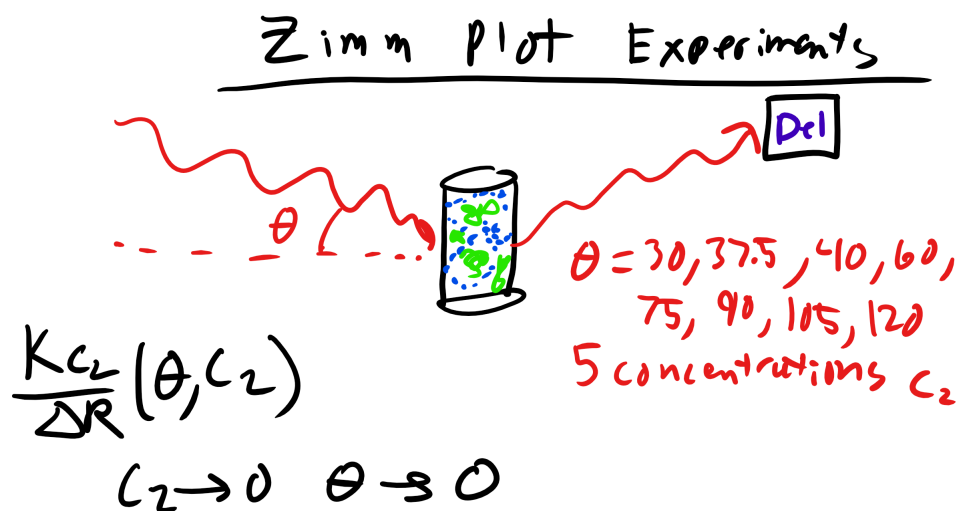 Zimm Plot Experiments
Del
θ
θ = 30, 37.5, 40, 60,
75, 90, 105, 120
5 concentrations c₂
Kc₂/ΔR (θ, c₂)
c₂ → 0 θ → 0